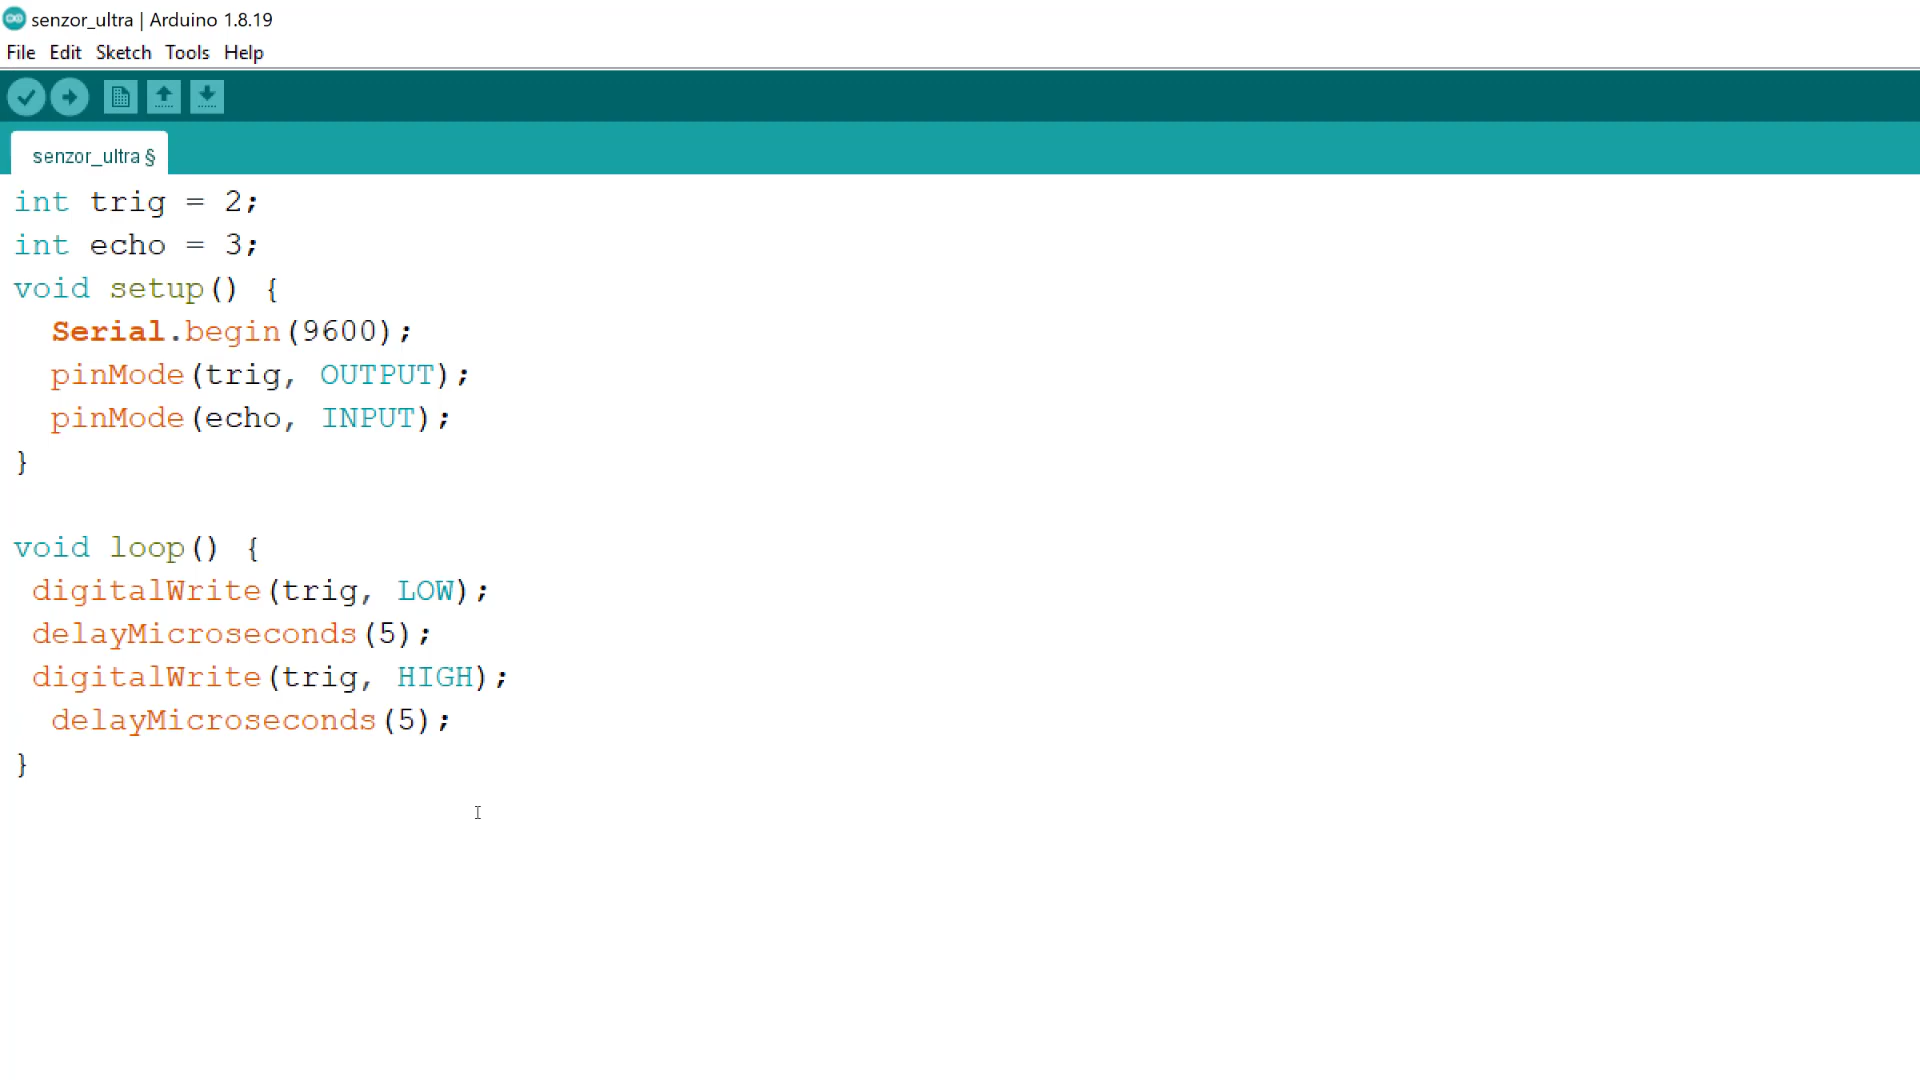 senzor_ultra | Arduino 1.8.19
File Edit Sketch Tools Help
senzor_ultra §
int trig = 2;
int echo = 3;
void setup() {
  Serial.begin(9600);
  pinMode(trig, OUTPUT);
  pinMode(echo, INPUT);
}
void loop() {
 digitalWrite(trig, LOW);
 delayMicroseconds(5);
 digitalWrite(trig, HIGH);
  delayMicroseconds(5);
}